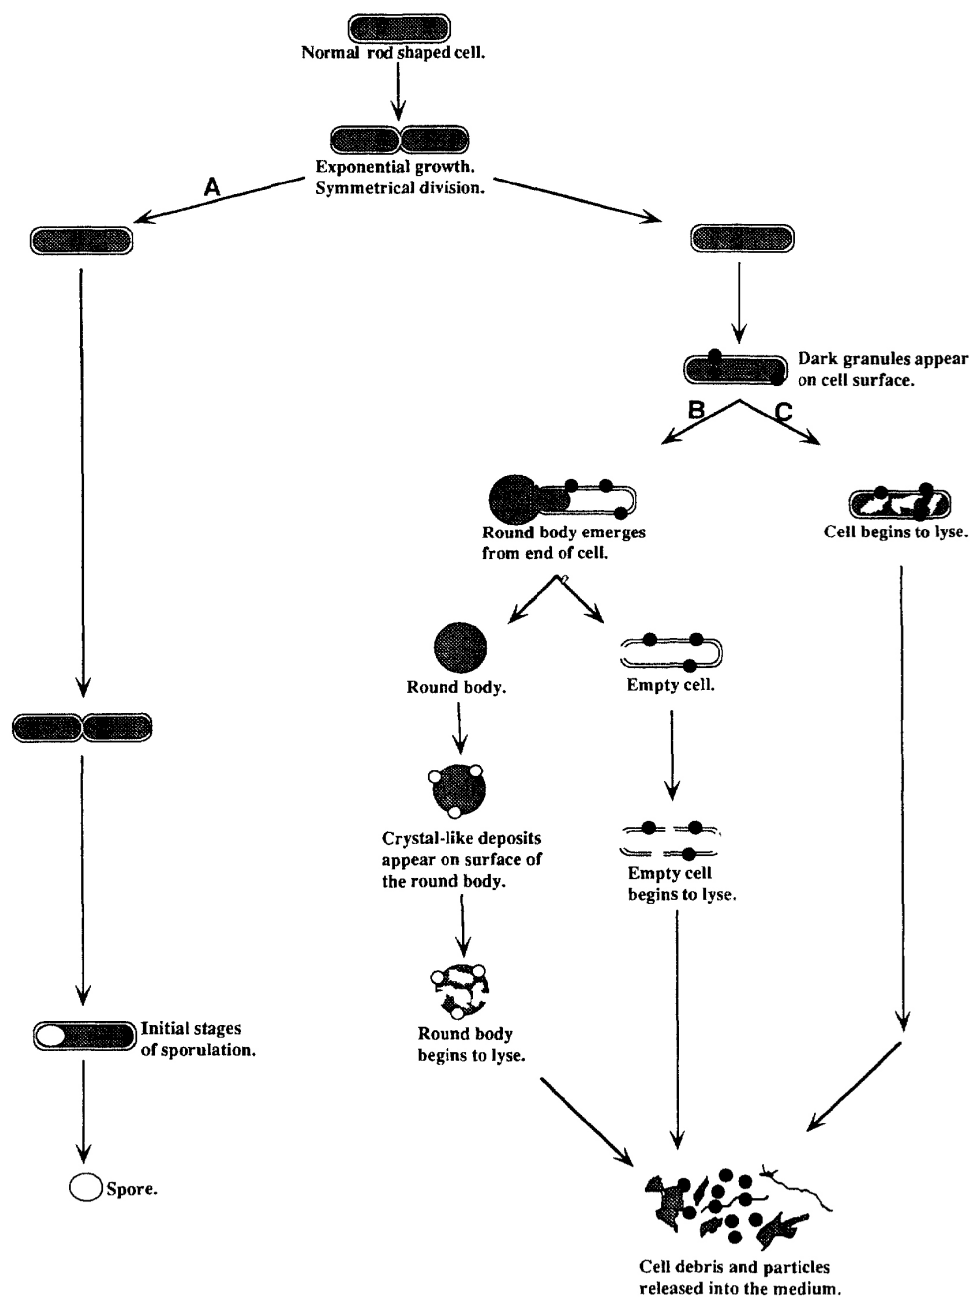 Normal rod shaped cell.
Exponential growth.
Symmetrical division.
A
Dark granules appear
on cell surface.
B
C
Round body emerges
from end of cell.
Cell begins to lyse.
Round body.
Empty cell.
Crystal-like deposits
appear on surface of
the round body.
Empty cell
begins to lyse.
Initial stages
of sporulation.
Round body
begins to lyse.
Spore.
Cell debris and particles
released into the medium.